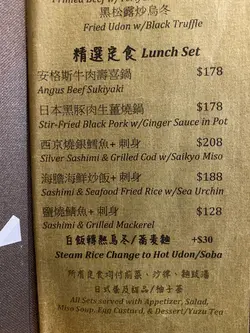 黑松露炒烏冬
Fried Udon w/Black Truffle
精選定食 Lunch Set
安格斯牛肉壽喜鍋 $178
Angus Beef Sukiyaki
日本黑豚肉生薑燒鍋 $178
Stir-Fried Black Pork w/Ginger Sauce in Pot
西京燒銀鱈魚+ 刺身 $208
Silver Sashimi & Grilled Cod w/Saikyo Miso
海膽海鮮炒飯+ 刺身 $188
Sashimi & Seafood Fried Rice w/Sea Urchin
鹽燒鯖魚+ 刺身 $128
Sashimi & Grilled Mackerel
白飯轉熱烏冬/蕎麥麵 +$30
Steam Rice Change to Hot Udon/Soba
所有定食均付前菜、沙律、麵豉湯
日式蒸及甜品/柚子茶
All Sets served with Appetizer, Salad,
Miso Soup, Egg Custard, & Dessert/Yuzu Tea